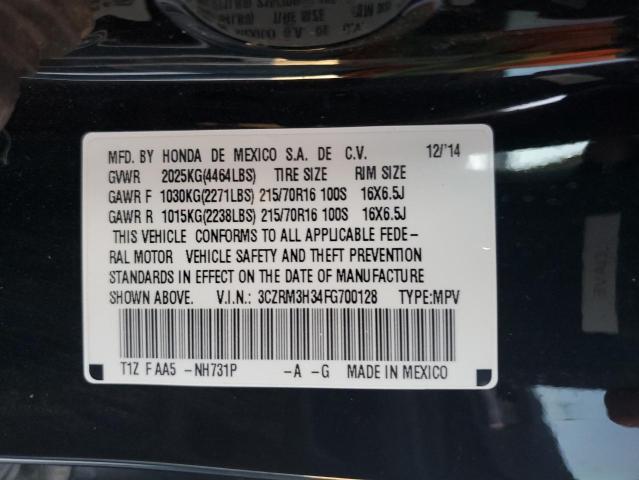 MFD. BY HONDA DE MEXICO S.A. DE C.V. 12/'14
GVWR 2025KG(4464LBS) TIRE SIZE RIM SIZE
GAWR F 1030KG(2271LBS) 215/70R16 100S 16X6.5J
GAWR R 1015KG(2238LBS) 215/70R16 100S 16X6.5J
THIS VEHICLE CONFORMS TO ALL APPLICABLE FEDE-
RAL MOTOR VEHICLE SAFETY AND THEFT PREVENTION
STANDARDS IN EFFECT ON THE DATE OF MANUFACTURE
SHOWN ABOVE. V.I.N.: 3CZRM3H34FG700128 TYPE:MPV
T1Z F AA5 -NH731P -A -G MADE IN MEXICO